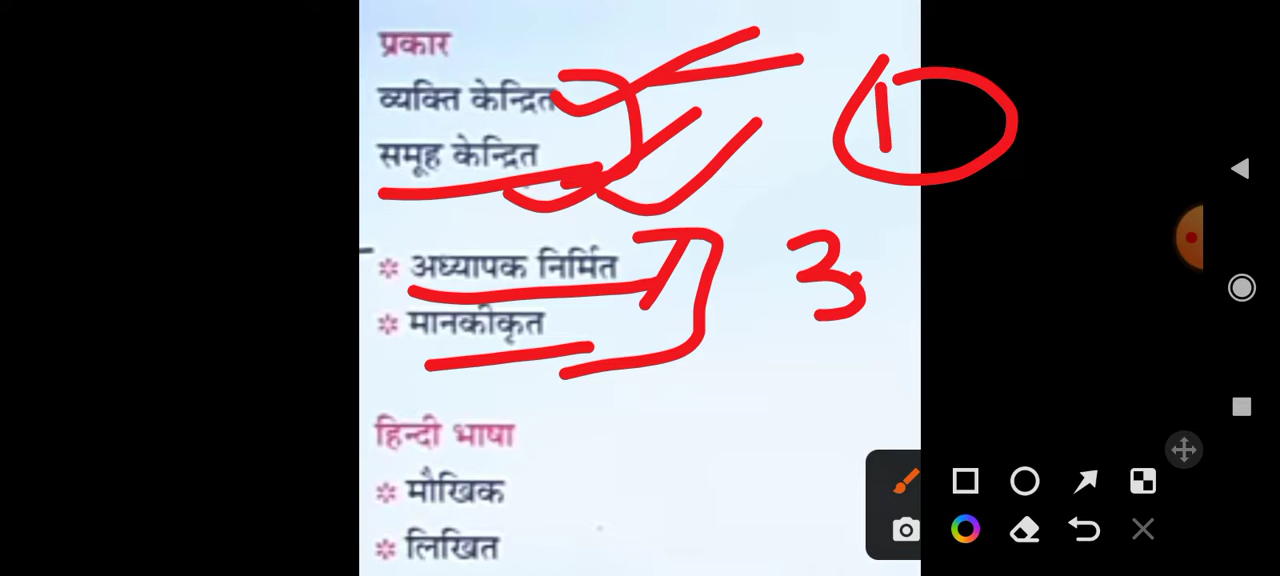 प्रकार
व्यक्ति केन्द्रित
समूह केन्द्रित
1
* अध्यापक निर्मित
3
* मानकीकृत
हिन्दी भाषा
* मौखिक
* लिखित